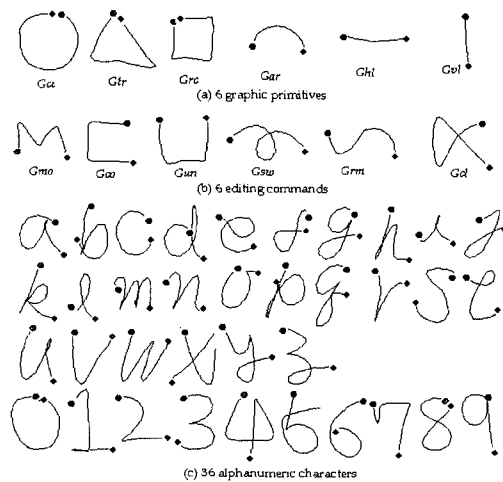 Gci Gtr Grc Gar Ghl Gvl
(a) 6 graphic primitives
Gmo Gco Gun Gsw Grm Gdl
(b) 6 editing commands
a b c d e f g h i j
k l m n o p q r s t
u v w x y z
0 1 2 3 4 5 6 7 8 9
(c) 36 alphanumeric characters